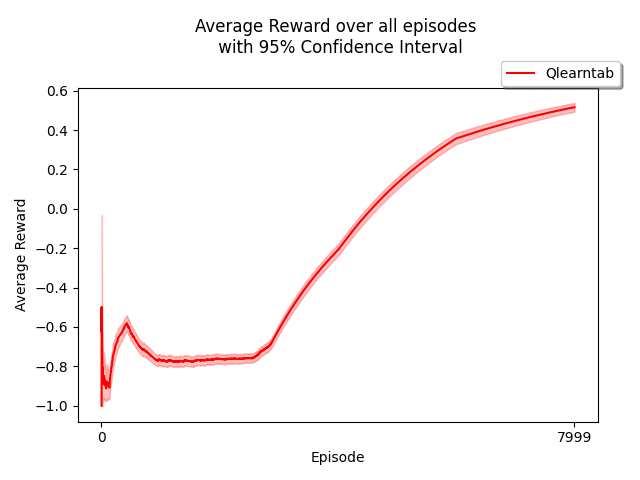 Average Reward over all episodes
with 95% Confidence Interval
Qlearntab
0.6
0.4
0.2
0.0
−0.2
−0.4
−0.6
−0.8
−1.0
Average Reward
0
7999
Episode